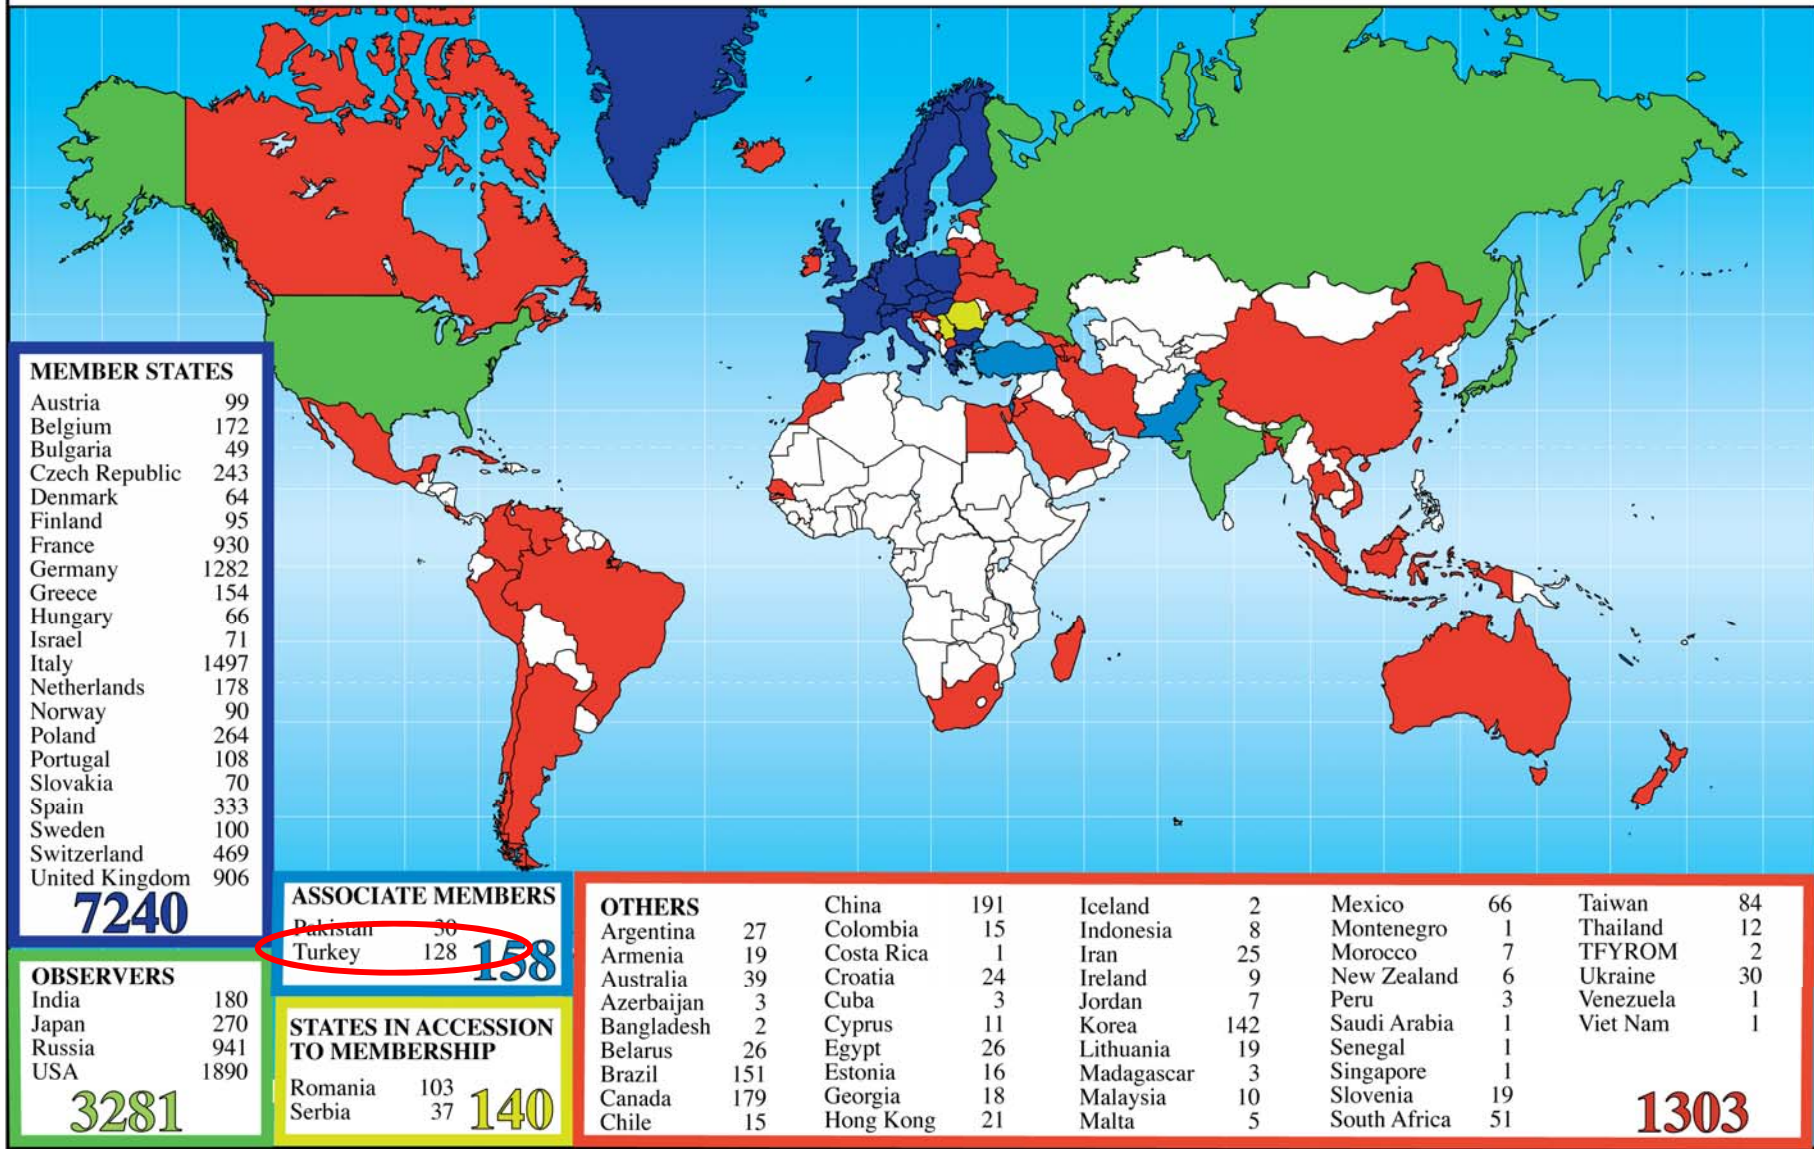 MEMBER STATES
Austria 99
Belgium 172
Bulgaria 49
Czech Republic 243
Denmark 64
Finland 95
France 930
Germany 1282
Greece 154
Hungary 66
Israel 71
Italy 1497
Netherlands 178
Norway 90
Poland 264
Portugal 108
Slovakia 70
Spain 333
Sweden 100
Switzerland 469
United Kingdom 906
7240
OBSERVERS
India 180
Japan 270
Russia 941
USA 1890
3281
ASSOCIATE MEMBERS
Pakistan 30
Turkey 128
158
STATES IN ACCESSION
TO MEMBERSHIP
Romania 103
Serbia 37
140
OTHERS
Argentina 27
Armenia 19
Australia 39
Azerbaijan 3
Bangladesh 2
Belarus 26
Brazil 151
Canada 179
Chile 15
China 191
Colombia 15
Costa Rica 1
Croatia 24
Cuba 3
Cyprus 11
Egypt 26
Estonia 16
Georgia 18
Hong Kong 21
Iceland 2
Indonesia 8
Iran 25
Ireland 9
Jordan 7
Korea 142
Lithuania 19
Madagascar 3
Malaysia 10
Malta 5
Mexico 66
Montenegro 1
Morocco 7
New Zealand 6
Peru 3
Saudi Arabia 1
Senegal 1
Singapore 1
Slovenia 19
South Africa 51
Taiwan 84
Thailand 12
TFYROM 2
Ukraine 30
Venezuela 1
Viet Nam 1
1303